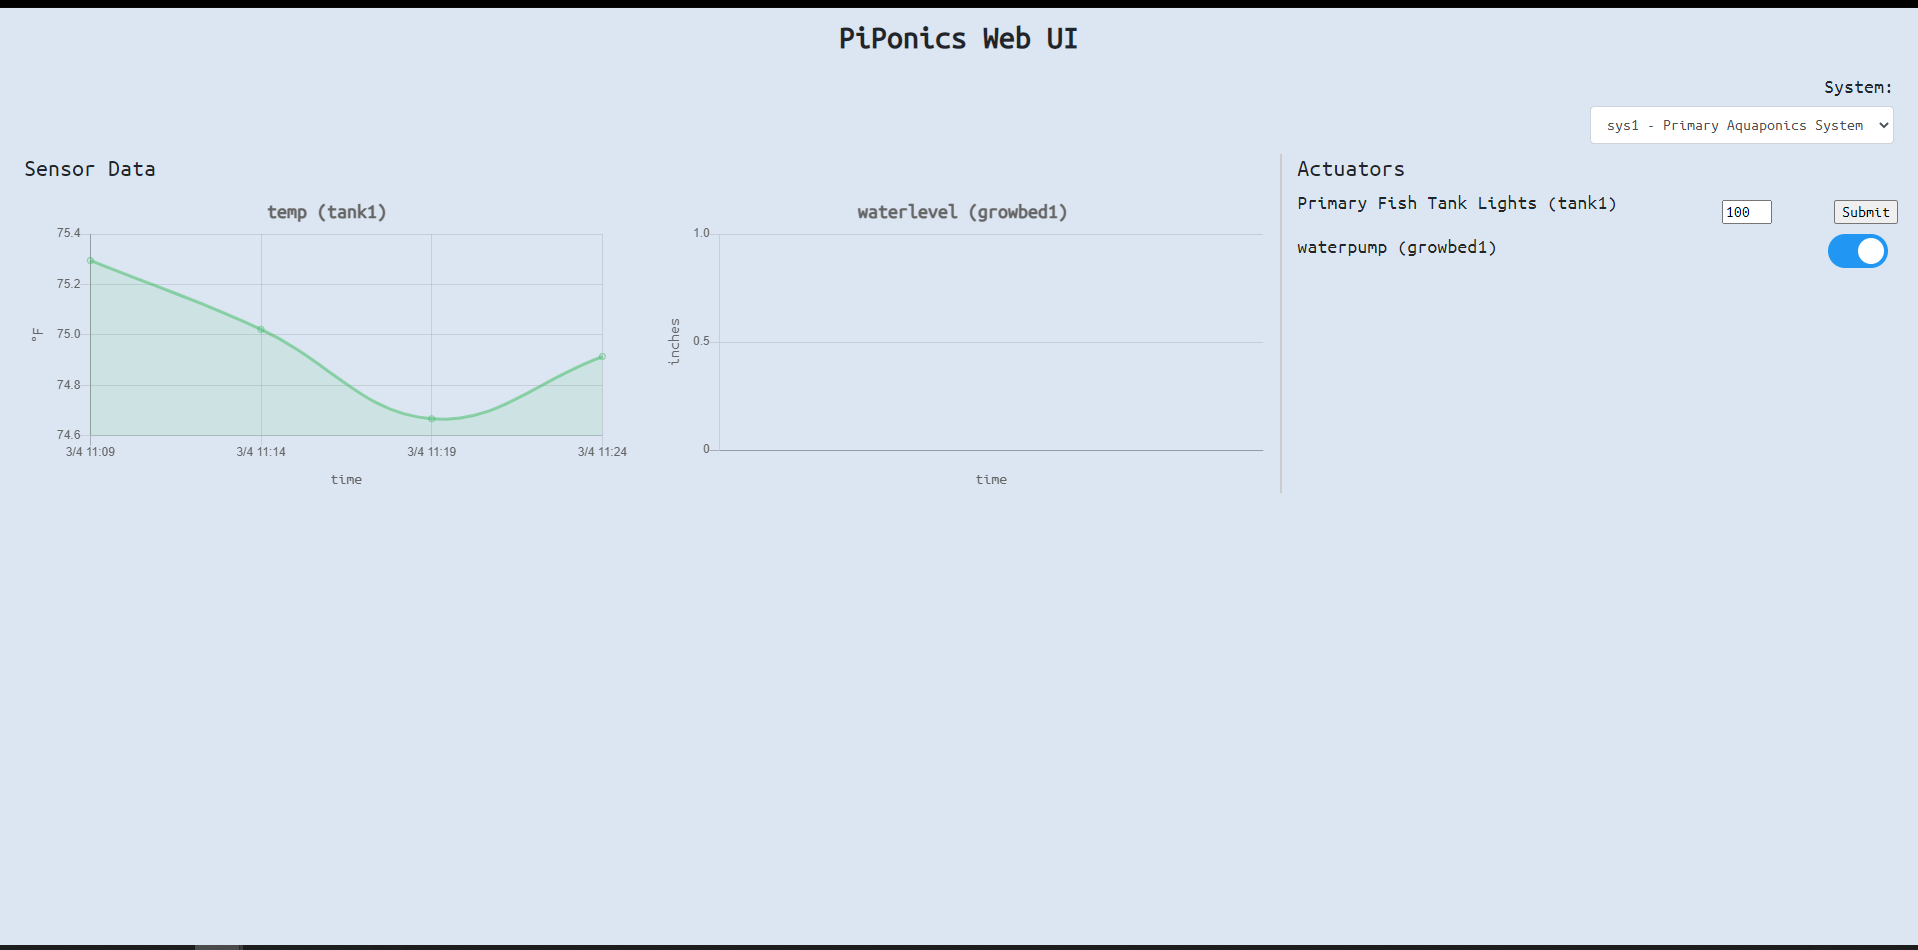 PiPonics Web UI
System:
sys1 - Primary Aquaponics System
Sensor Data
temp (tank1)
75.4
75.2
75.0
74.8
74.6
°F
3/4 11:09 3/4 11:14 3/4 11:19 3/4 11:24
time
waterlevel (growbed1)
1.0
0.5
0
inches
time
Actuators
Primary Fish Tank Lights (tank1) 100 Submit
waterpump (growbed1)